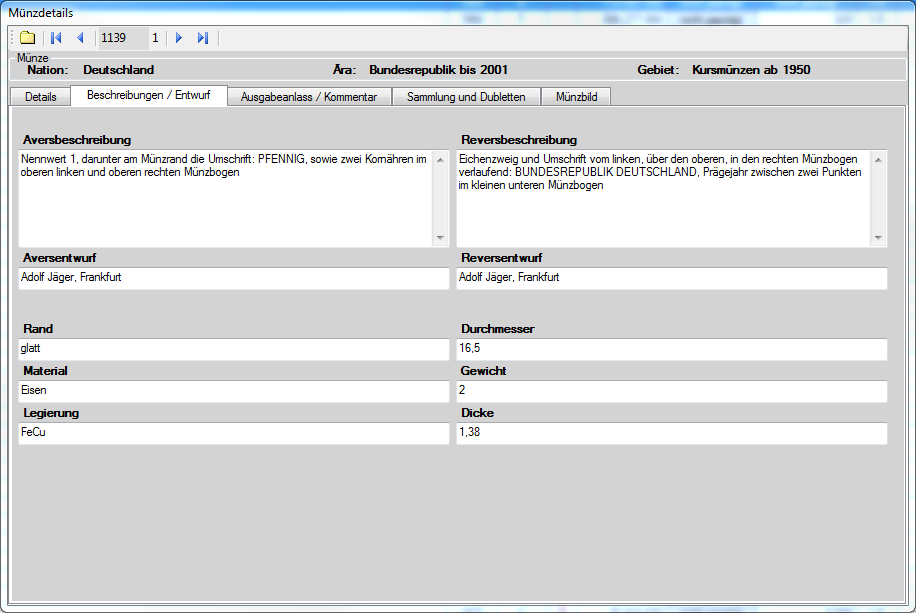 Münzdetails
1139 1
Münze
Nation: Deutschland Ära: Bundesrepublik bis 2001 Gebiet: Kursmünzen ab 1950
Details Beschreibungen / Entwurf Ausgabeanlass / Kommentar Sammlung und Dubletten Münzbild
Aversbeschreibung
Nennwert 1, darunter am Münzrand die Umschrift: PFENNIG, sowie zwei Kornähren im
oberen linken und oberen rechten Münzbogen
Reversbeschreibung
Eichenzweig und Umschrift vom linken, über den oberen, in den rechten Münzbogen
verlaufend: BUNDESREPUBLIK DEUTSCHLAND, Prägejahr zwischen zwei Punkten
im kleinen unteren Münzbogen
Aversentwurf
Adolf Jäger, Frankfurt
Reversentwurf
Adolf Jäger, Frankfurt
Rand
glatt
Durchmesser
16,5
Material
Eisen
Gewicht
2
Legierung
FeCu
Dicke
1,38